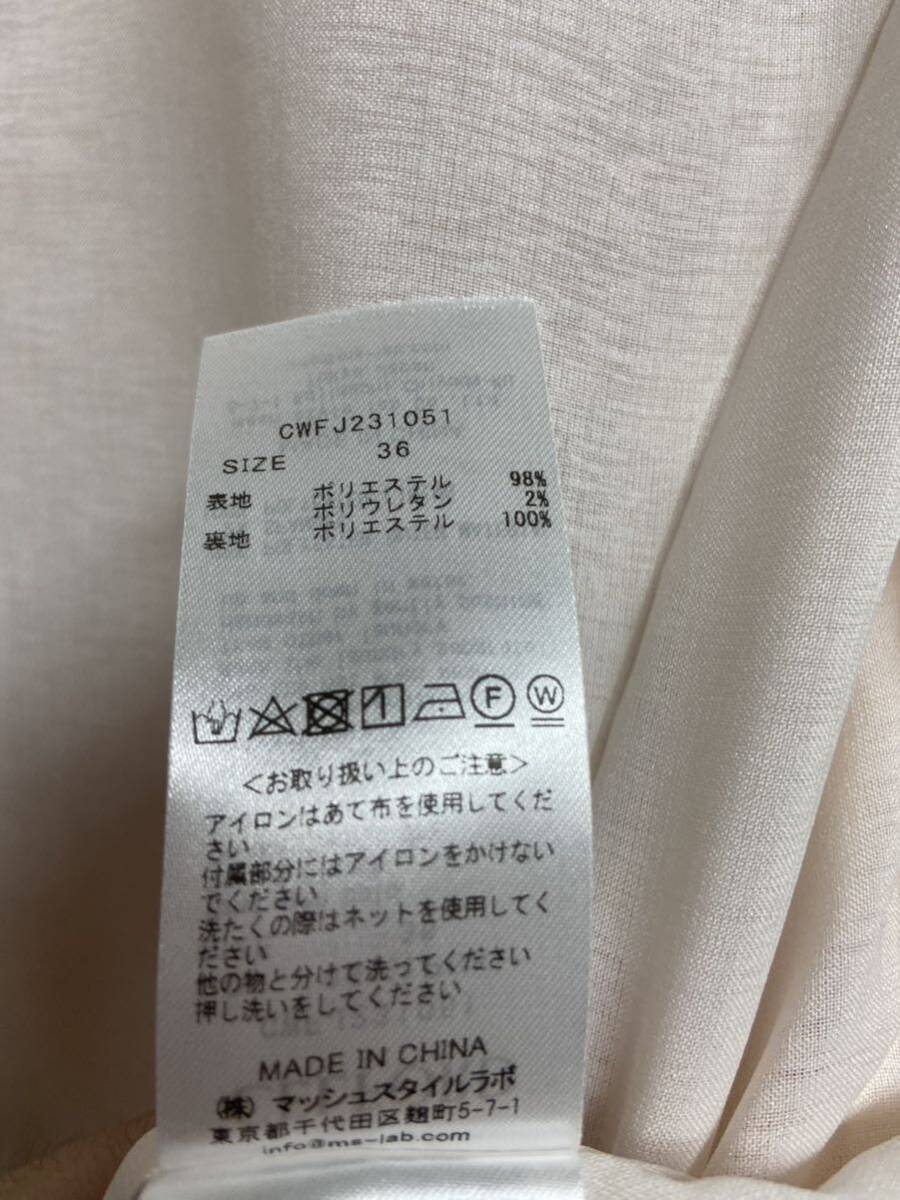 CWFJ231051
SIZE 36
表地 ポリエステル 98%
ポリウレタン 2%
裏地 ポリエステル 100%
F W
<お取り扱い上のご注意>
アイロンはあて布を使用してくだ
さい
付属部分にはアイロンをかけない
でください
洗たくの際はネットを使用してく
ださい
他の物と分けて洗ってください
押し洗いをしてください
MADE IN CHINA
(株) マッシュスタイルラボ
東京都千代田区麹町5-7-1
info@ms-lab.com